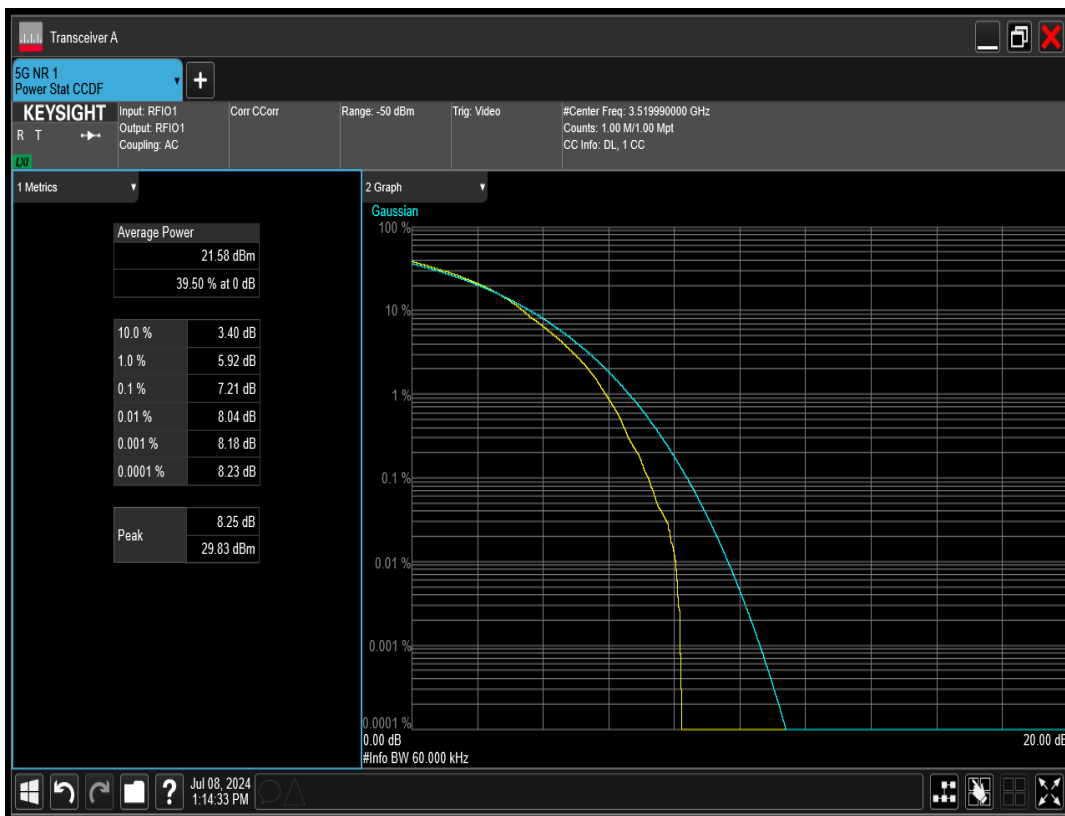 Transceiver A
5G NR 1
Power Stat CCDF
+
KEYSIGHT
R T
LXI
Input: RFIO1
Output: RFIO1
Coupling: AC
Corr CCorr
Range: -50 dBm
Trig: Video
#Center Freq: 3.519990000 GHz
Counts: 1.00 M/1.00 Mpt
CC Info: DL, 1 CC
1 Metrics
Average Power
21.58 dBm
39.50 % at 0 dB
10.0 % 3.40 dB
1.0 % 5.92 dB
0.1 % 7.21 dB
0.01 % 8.04 dB
0.001 % 8.18 dB
0.0001 % 8.23 dB
Peak
8.25 dB
29.83 dBm
2 Graph
Gaussian
100 %
10 %
1 %
0.1 %
0.01 %
0.001 %
0.0001 %
0.00 dB 20.00 dB
#Info BW 60.000 kHz
?
Jul 08, 2024
1:14:33 PM